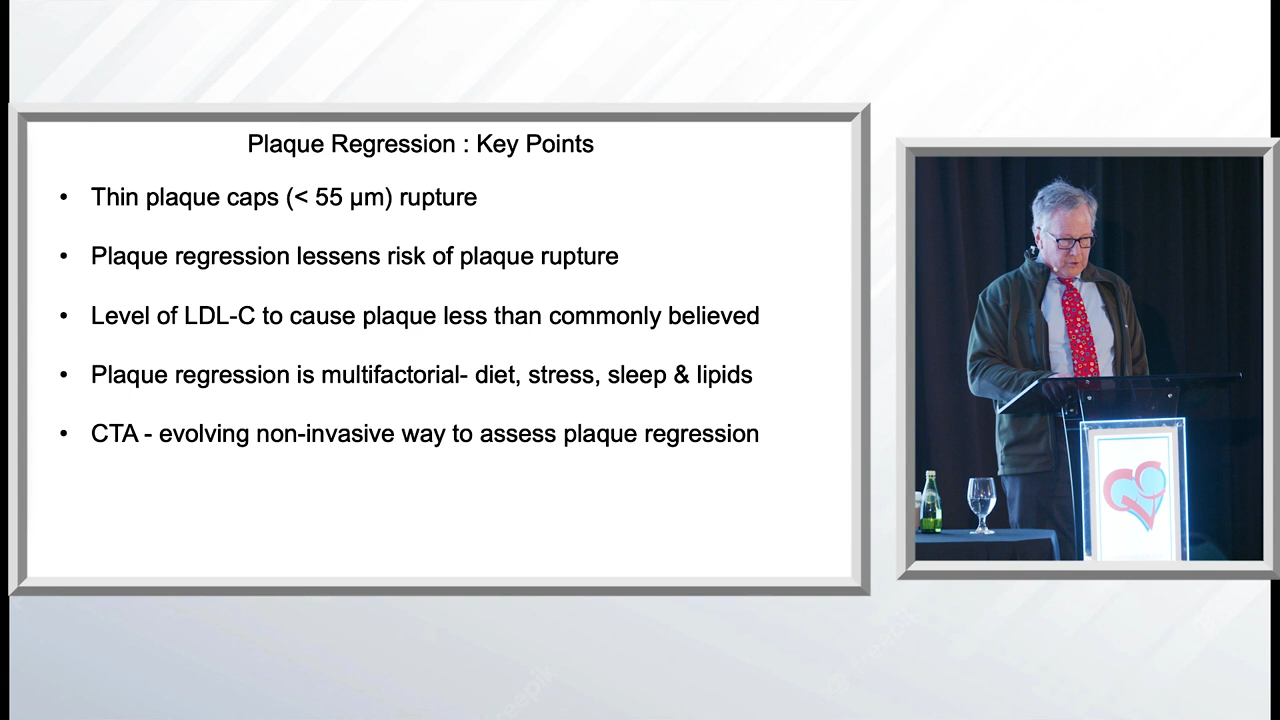 Plaque Regression : Key Points
• Thin plaque caps (< 55 µm) rupture
• Plaque regression lessens risk of plaque rupture
• Level of LDL-C to cause plaque less than commonly believed
• Plaque regression is multifactorial- diet, stress, sleep & lipids
• CTA - evolving non-invasive way to assess plaque regression